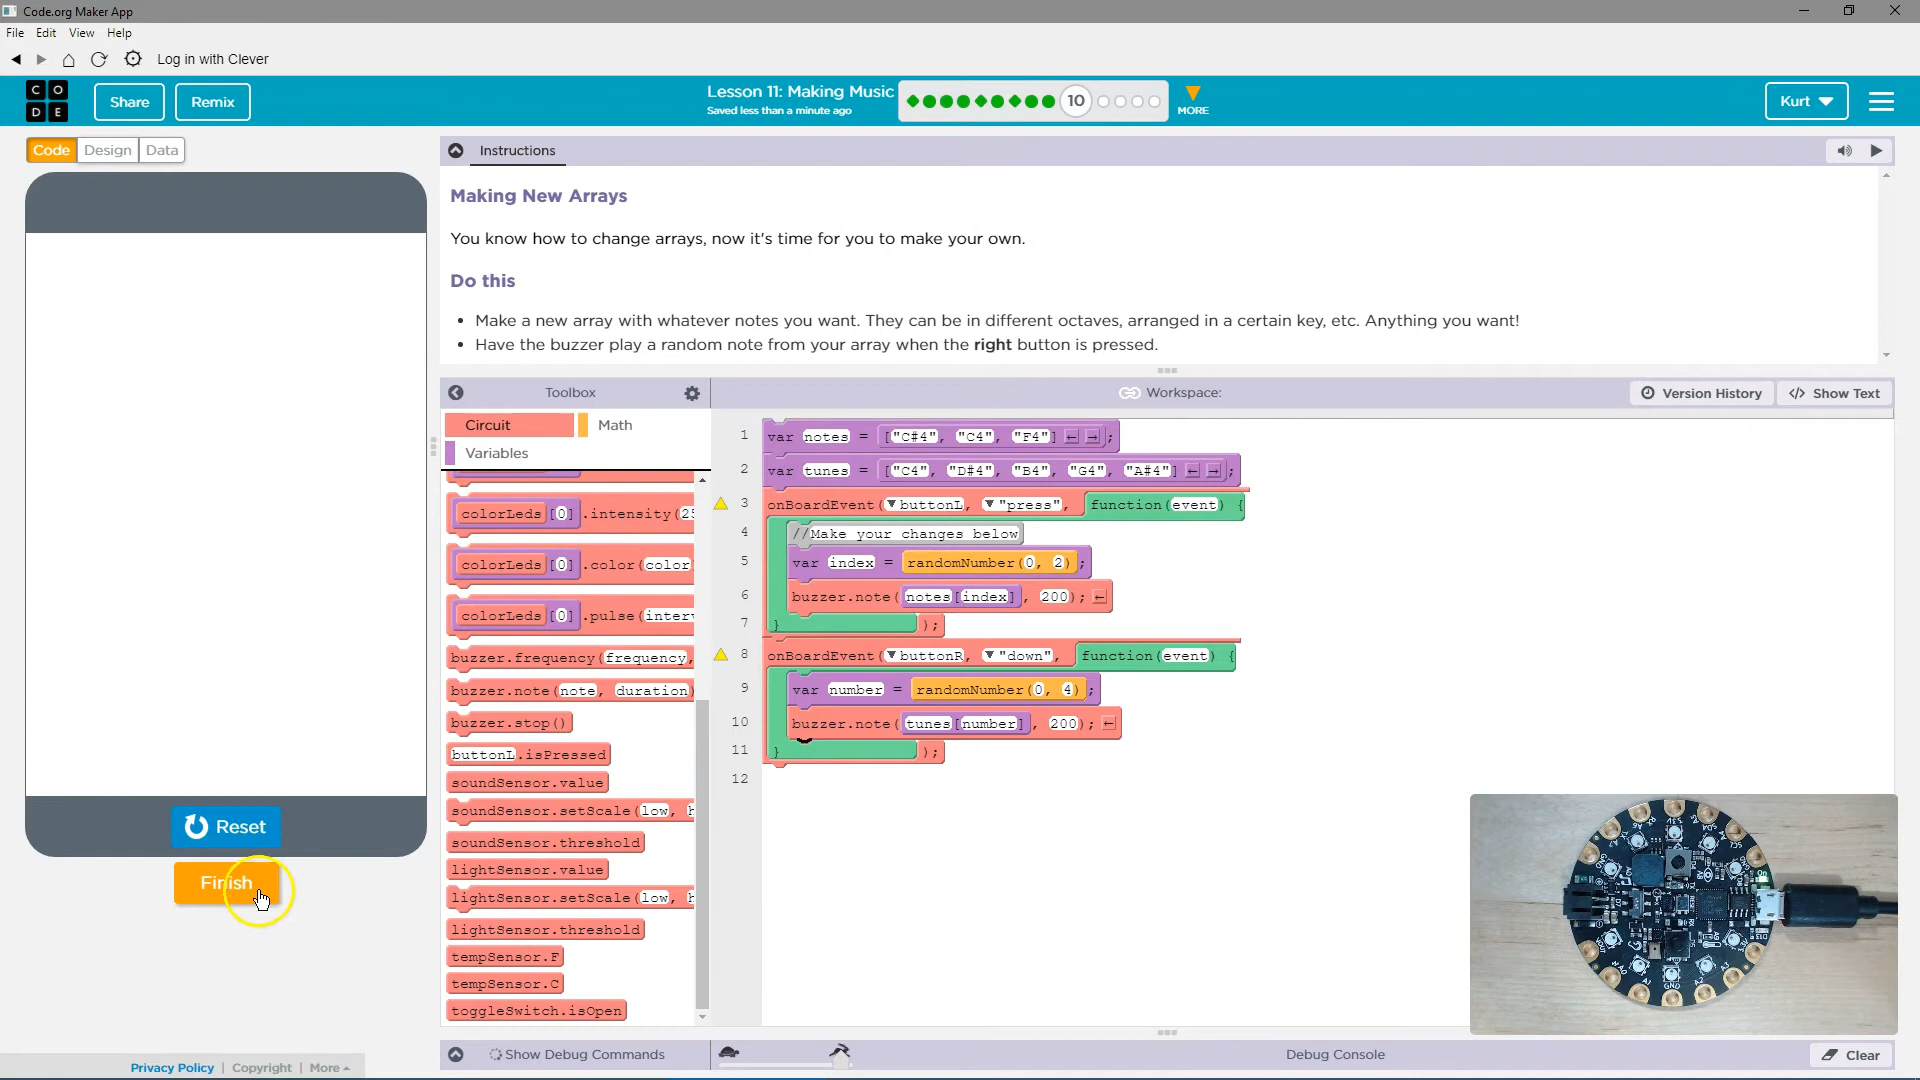 Code.org Maker App
File Edit View Help
Log in with Clever
CODE
Share
Remix
Lesson 11: Making Music
Saved less than a minute ago
10
MORE
Kurt
Code Design Data
Instructions
Making New Arrays
You know how to change arrays, now it's time for you to make your own.
Do this
• Make a new array with whatever notes you want. They can be in different octaves, arranged in a certain key, etc. Anything you want!
• Have the buzzer play a random note from your array when the right button is pressed.
Toolbox
Workspace:
Version History
</> Show Text
Circuit
Math
Variables
colorLeds [0] .intensity(25
colorLeds [0] .color(color
colorLeds [0] .pulse(inter
buzzer.frequency(frequency,
buzzer.note(note, duration)
buzzer.stop()
buttonL.isPressed
soundSensor.value
soundSensor.setScale(low, h
soundSensor.threshold
lightSensor.value
lightSensor.setScale(low, h
lightSensor.threshold
tempSensor.F
tempSensor.C
toggleSwitch.isOpen
1 var notes = ["C#4", "C4", "F4"] ← → ;
2 var tunes = ["C4", "D#4", "B4", "G4", "A#4"] ← → ;
3 onBoardEvent(▼buttonL, ▼"press", function(event) {
4 //Make your changes below
5 var index = randomNumber(0, 2);
6 buzzer.note(notes[index], 200); ←
7 } );
8 onBoardEvent(▼buttonR, ▼"down", function(event) {
9 var number = randomNumber(0, 4);
10 buzzer.note(tunes[number], 200); ←
11 } );
12
Reset
Finish
Show Debug Commands
Debug Console
Clear
Privacy Policy | Copyright | More